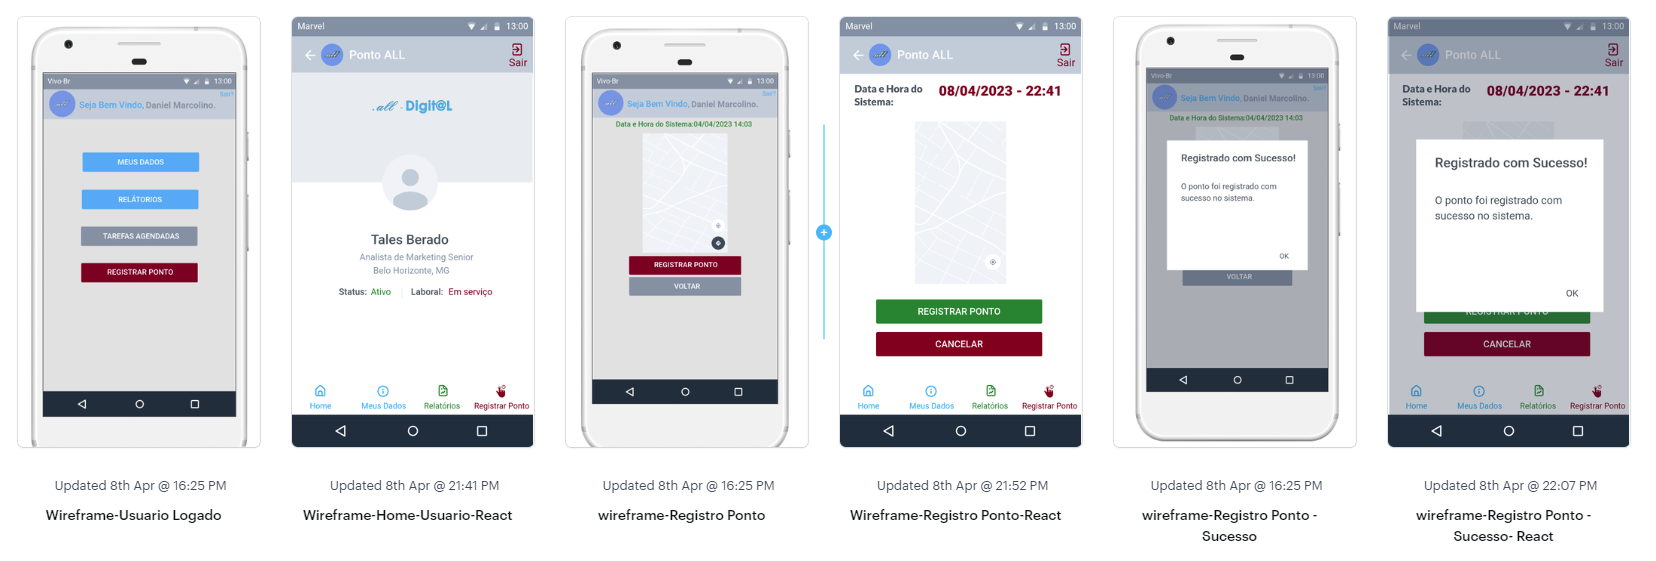 Vivo-Br
13:00
Sair?
all
Seja Bem Vindo, Daniel Marcolino.
MEUS DADOS
RELATÓRIOS
TAREFAS AGENDADAS
REGISTRAR PONTO
Updated 8th Apr @ 16:25 PM
Wireframe-Usuario Logado
Marvel
13:00
all
Ponto ALL
Sair
.all - Digit@L
Tales Berado
Analista de Marketing Senior
Belo Horizonte, MG
Status: Ativo
Laboral: Em serviço
Home
Meus Dados
Relatórios
Registrar Ponto
Updated 8th Apr @ 21:41 PM
Wireframe-Home-Usuario-React
Vivo-Br
13:00
Sair?
all
Seja Bem Vindo, Daniel Marcolino.
Data e Hora do Sistema:04/04/2023 14:03
REGISTRAR PONTO
VOLTAR
Updated 8th Apr @ 16:25 PM
wireframe-Registro Ponto
Marvel
13:00
all
Ponto ALL
Sair
Data e Hora do
Sistema:
08/04/2023 - 22:41
REGISTRAR PONTO
CANCELAR
Home
Meus Dados
Relatórios
Registrar Ponto
Updated 8th Apr @ 21:52 PM
Wireframe-Registro Ponto-React
Vivo-Br
13:00
Sair?
all
Seja Bem Vindo, Daniel Marcolino.
Data e Hora do Sistema:04/04/2023 14:03
Registrado com Sucesso!
O ponto foi registrado com
sucesso no sistema.
OK
VOLTAR
Updated 8th Apr @ 16:25 PM
wireframe-Registro Ponto -
Sucesso
Marvel
13:00
all
Ponto ALL
Sair
Data e Hora do
Sistema:
08/04/2023 - 22:41
Registrado com Sucesso!
O ponto foi registrado com
sucesso no sistema.
OK
REGISTRAR PONTO
CANCELAR
Home
Meus Dados
Relatórios
Registrar Ponto
Updated 8th Apr @ 22:07 PM
wireframe-Registro Ponto -
Sucesso- React